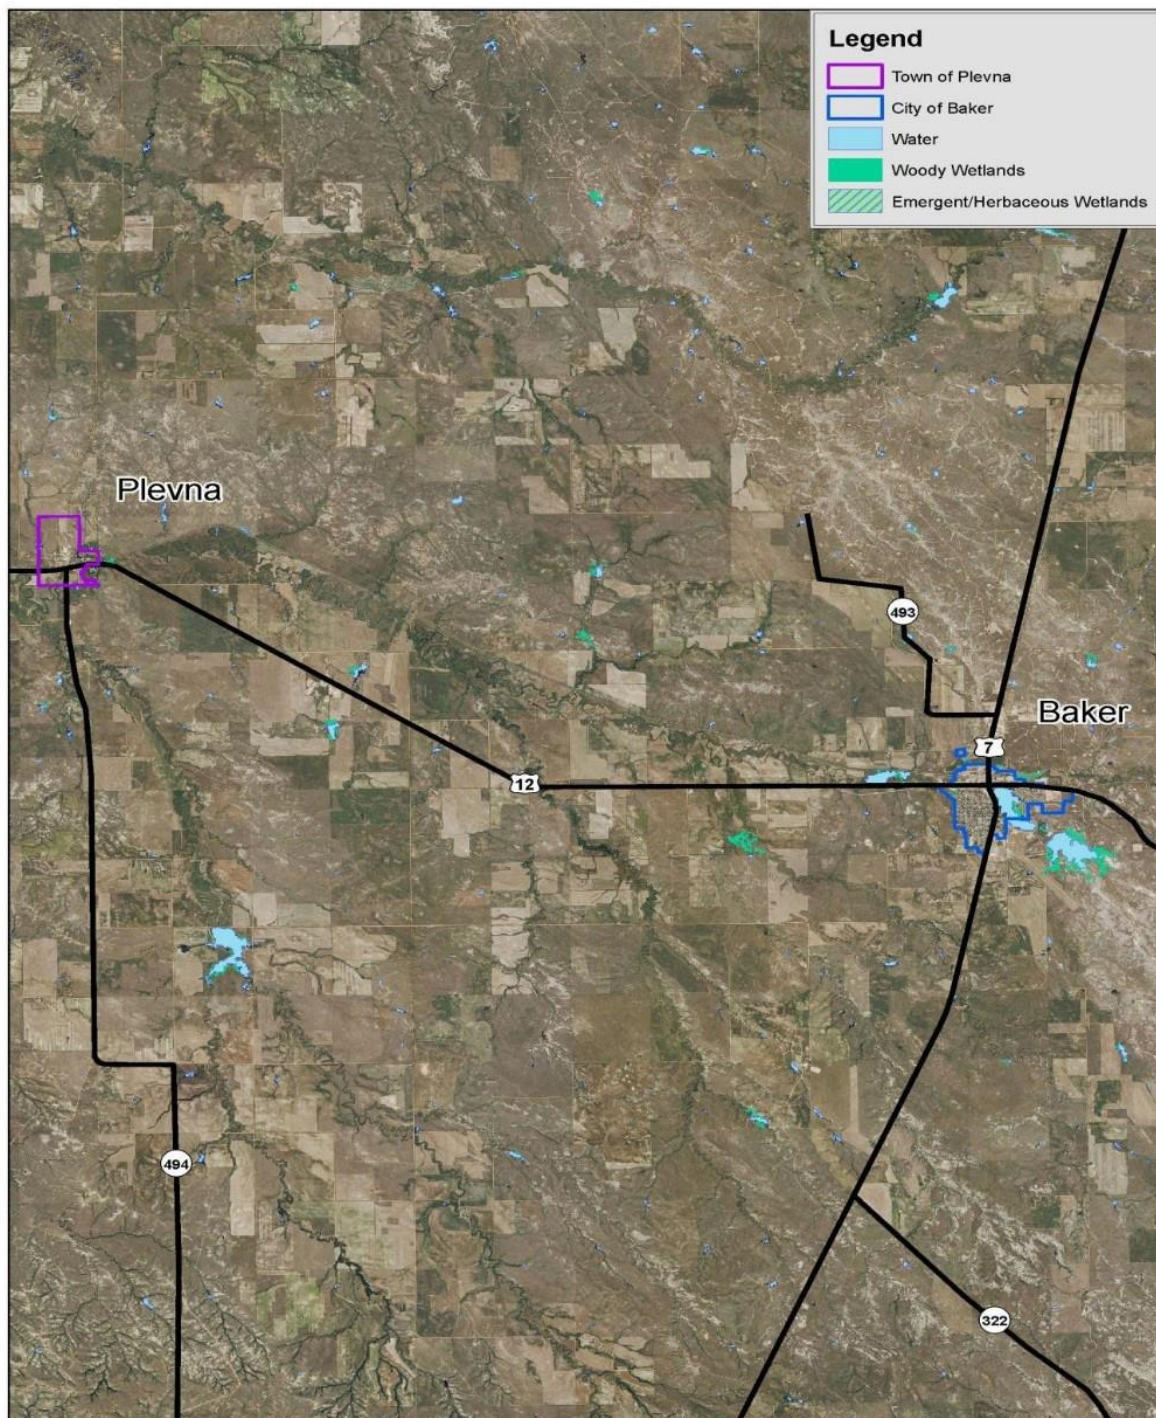 Legend
Town of Plevna
City of Baker
Water
Woody Wetlands
Emergent/Herbaceous Wetlands
Plevna
493
Baker
7
12
494
322